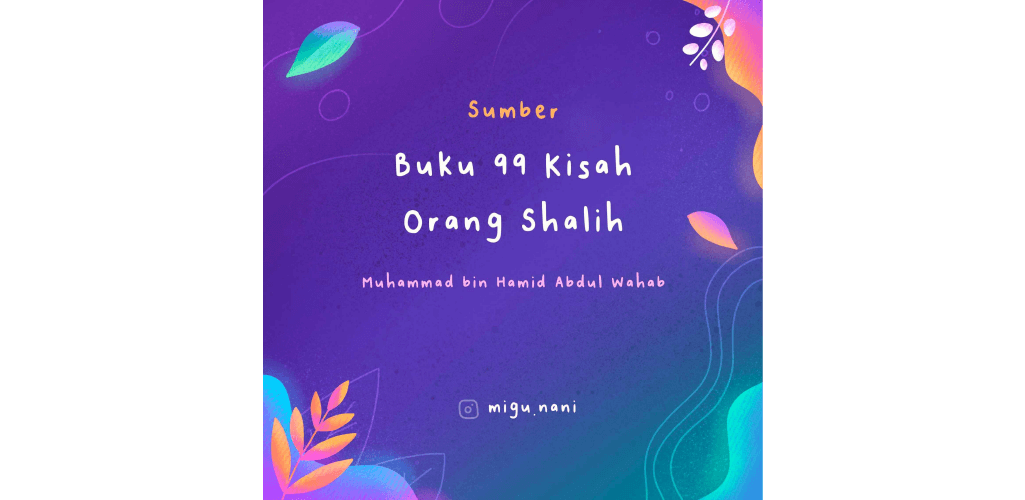 Sumber
Buku 99 Kisah
Orang Shalih
Muhammad bin Hamid Abdul Wahab
migu.nani